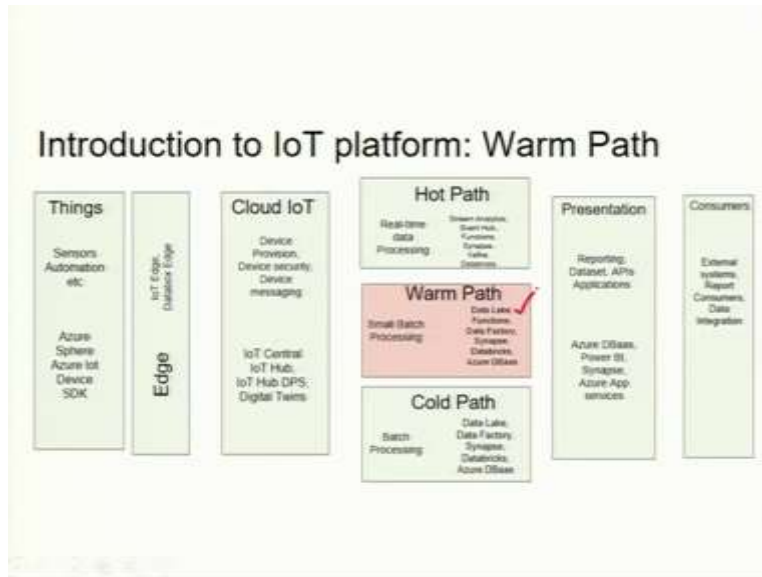 Introduction to IoT platform: Warm Path
Things
Sensors
Automation
etc
Azure
Sphere
Azure Iot
Device
SDK
IoT Edge,
Databox Edge
Edge
Cloud IoT
Device
Provision,
Device security,
Device
messaging
IoT Central
IoT Hub,
IoT Hub DPS,
Digital Twins
Hot Path
Real-time
data
Processing
Stream Analytics,
Event Hub,
Functions,
Synapse,
Kafka,
Databricks
Warm Path
Small Batch
Processing
Data Lake,
Functions,
Data Factory,
Synapse,
Databricks,
Azure DBaas
Cold Path
Batch
Processing
Data Lake,
Data Factory,
Synapse,
Databricks,
Azure DBaas
Presentation
Reporting,
Dataset, APIs
Applications
Azure DBaas,
Power BI,
Synapse,
Azure App
services
Consumers
External
systems,
Report
Consumers,
Data
Integration